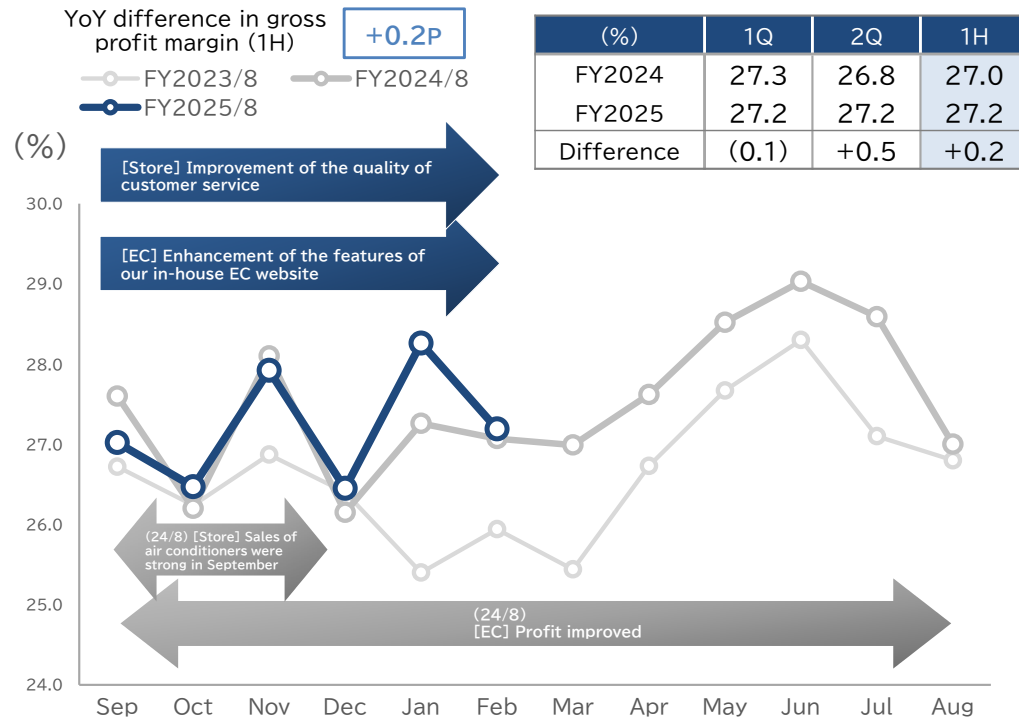 YoY difference in gross
profit margin (1H)
+0.2P
FY2023/8
FY2024/8
FY2025/8
(%) 1Q 2Q 1H
FY2024 27.3 26.8 27.0
FY2025 27.2 27.2 27.2
Difference (0.1) +0.5 +0.2
(%)
[Store] Improvement of the quality of
customer service
[EC] Enhancement of the features of
our in-house EC website
30.0
29.0
28.0
27.0
26.0
25.0
24.0
(24/8) [Store] Sales of
air conditioners were
strong in September
(24/8)
[EC] Profit improved
Sep Oct Nov Dec Jan Feb Mar Apr May Jun Jul Aug